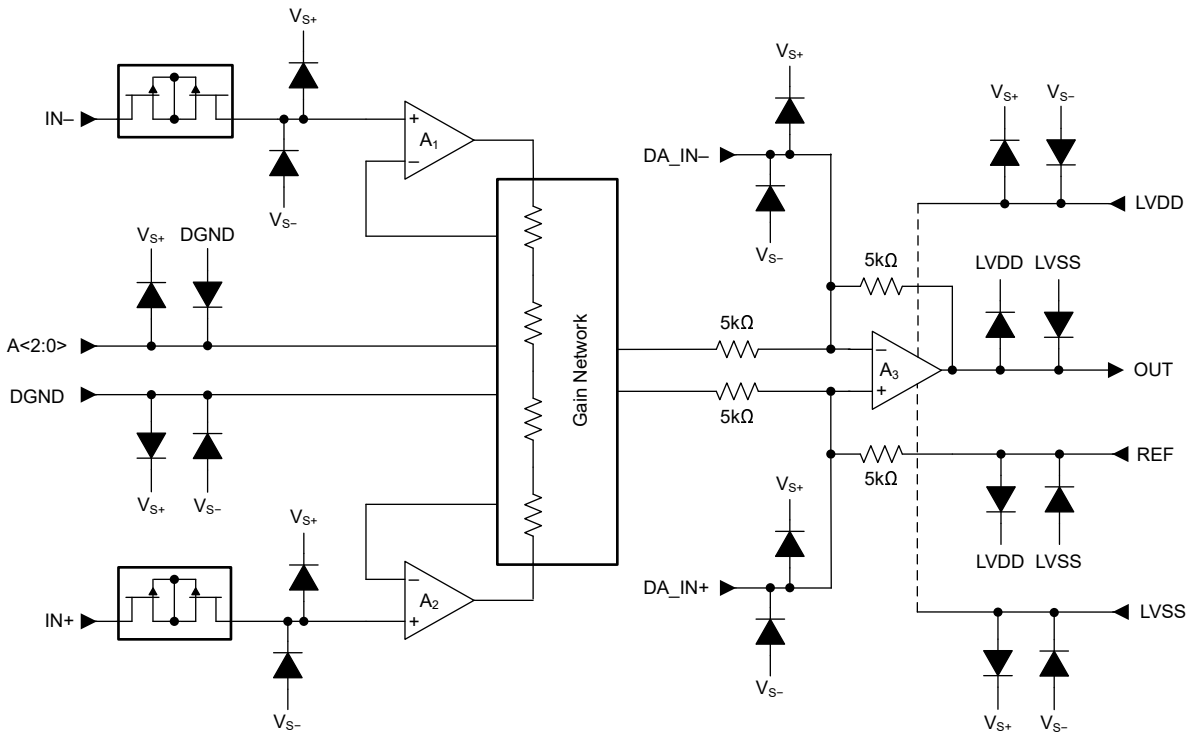 VS+
IN–
+
A1
–
VS–
VS+
DGND
A<2:0>
DGND
VS+
VS–
VS+
IN+
–
A2
+
VS–
Gain Network
VS+
DA_IN–
VS–
5kΩ
5kΩ
5kΩ
–
A3
+
5kΩ
VS+
DA_IN+
VS–
VS+
VS–
LVDD
LVDD
LVSS
OUT
REF
LVDD
LVSS
LVSS
VS+
VS–